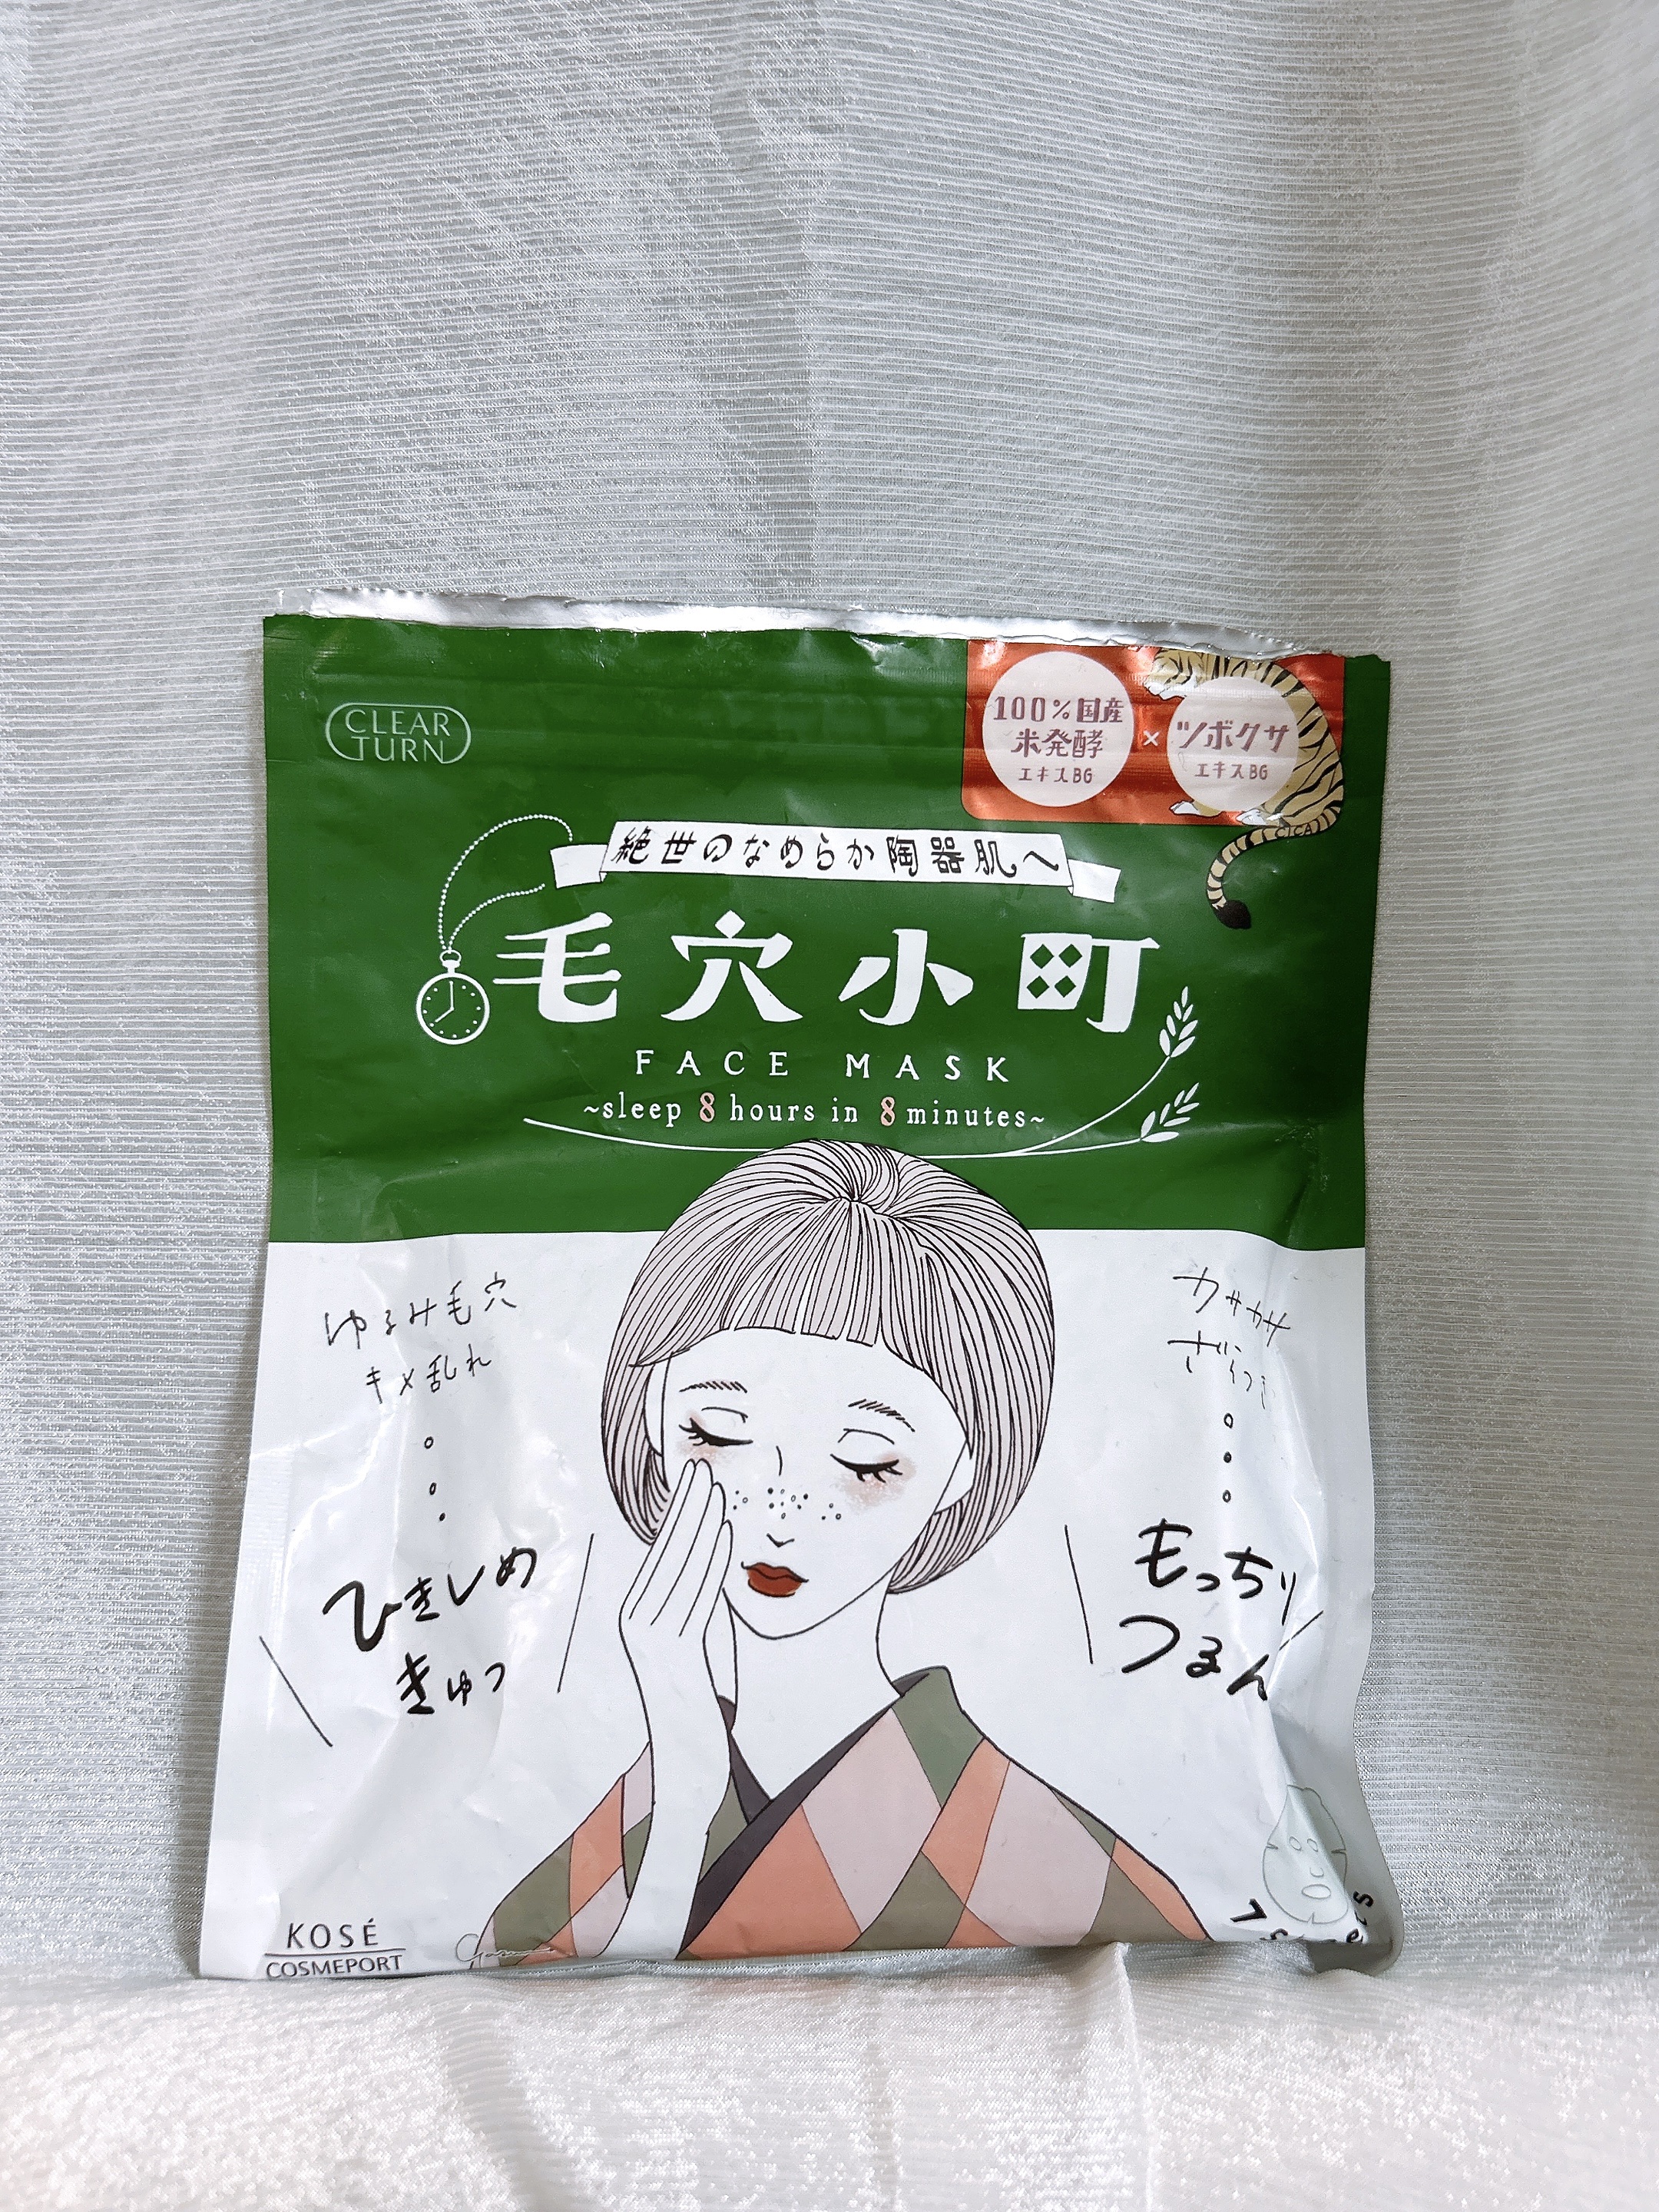 CLEAR
TURN
100%国産
米発酵
エキスBG
×
ツボクサ
エキスBG
CICA
絶世のなめらか陶器肌へ
毛穴小町
FACE MASK
~sleep 8 hours in 8 minutes~
ゆるみ毛穴
キメ乱れ
ひきしめ
きゅっ
カサカサ
ざらつき
もっちり
つるん
KOSÉ
COSMEPORT